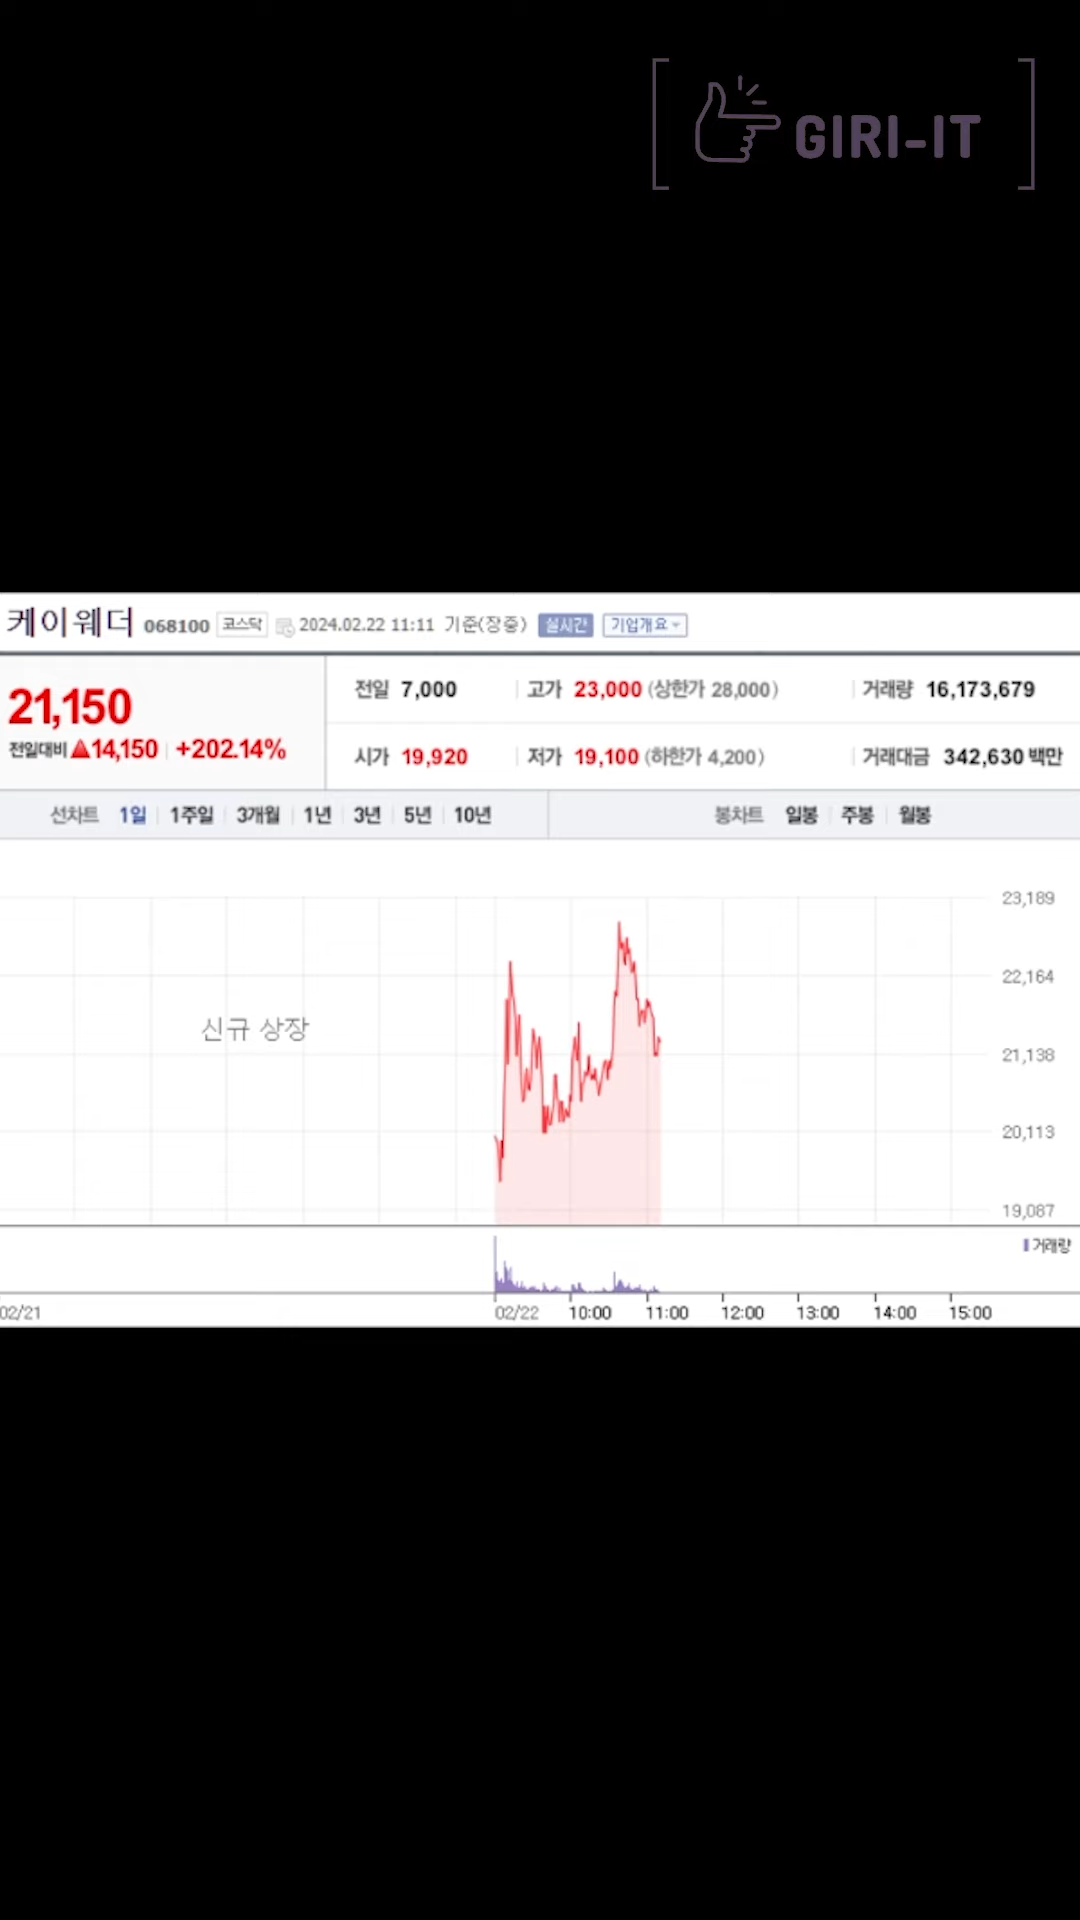 GIRI-IT
케이웨더 068100 코스닥 2024.02.22 11:11 기준(장중) 실시간 기업개요
21,150
전일대비 ▲14,150 +202.14%
전일 7,000 고가 23,000 (상한가 28,000) 거래량 16,173,679
시가 19,920 저가 19,100 (하한가 4,200) 거래대금 342,630 백만
선차트 1일 1주일 3개월 1년 3년 5년 10년 봉차트 일봉 주봉 월봉
23,189
22,164
신규 상장
21,138
20,113
19,087
거래량
02/21 02/22 10:00 11:00 12:00 13:00 14:00 15:00